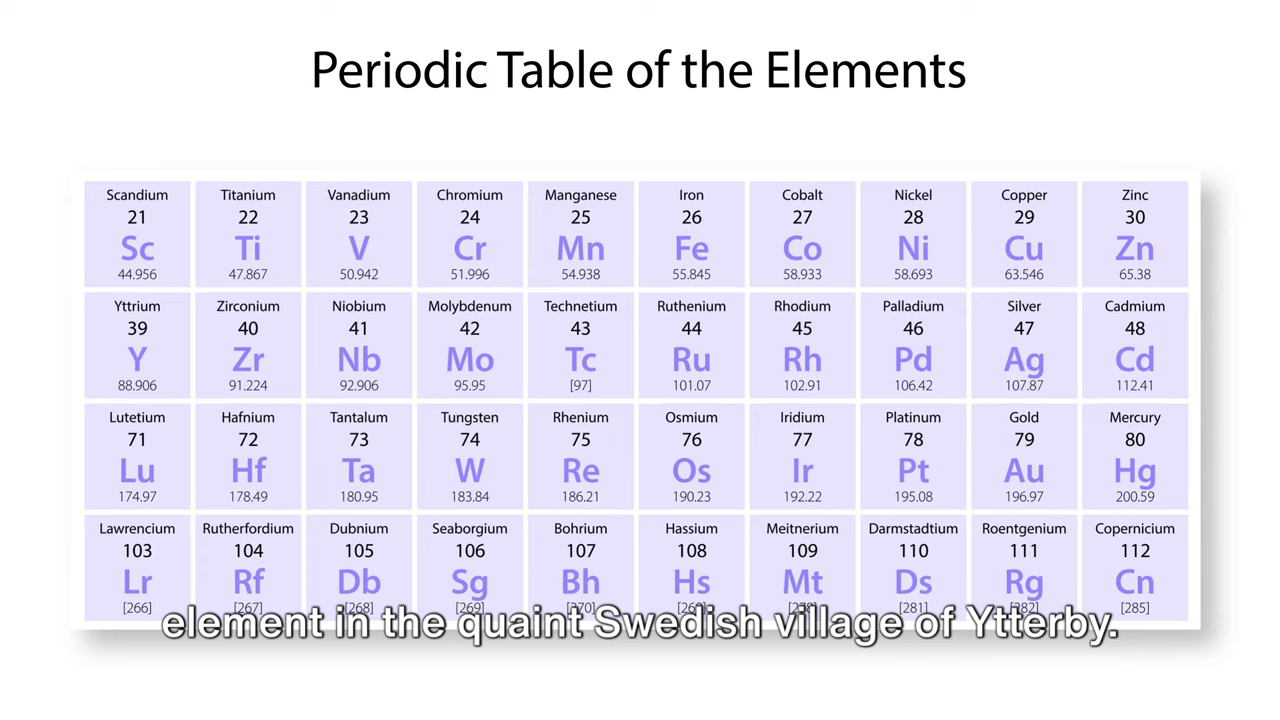 Periodic Table of the Elements
Scandium Titanium Vanadium Chromium Manganese Iron Cobalt Nickel Copper Zinc
21 22 23 24 25 26 27 28 29 30
Sc Ti V Cr Mn Fe Co Ni Cu Zn
44.956 47.867 50.942 51.996 54.938 55.845 58.933 58.693 63.546 65.38
Yttrium Zirconium Niobium Molybdenum Technetium Ruthenium Rhodium Palladium Silver Cadmium
39 40 41 42 43 44 45 46 47 48
Y Zr Nb Mo Tc Ru Rh Pd Ag Cd
88.906 91.224 92.906 95.95 [97] 101.07 102.91 106.42 107.87 112.41
Lutetium Hafnium Tantalum Tungsten Rhenium Osmium Iridium Platinum Gold Mercury
71 72 73 74 75 76 77 78 79 80
Lu Hf Ta W Re Os Ir Pt Au Hg
174.97 178.49 180.95 183.84 186.21 190.23 192.22 195.08 196.97 200.59
Lawrencium Rutherfordium Dubnium Seaborgium Bohrium Hassium Meitnerium Darmstadtium Roentgenium Copernicium
103 104 105 106 107 108 109 110 111 112
Lr Rf Db Sg Bh Hs Mt Ds Rg Cn
[266] [267] [268] [269] [270] [281] [282] [285]
element in the quaint Swedish village of Ytterby.